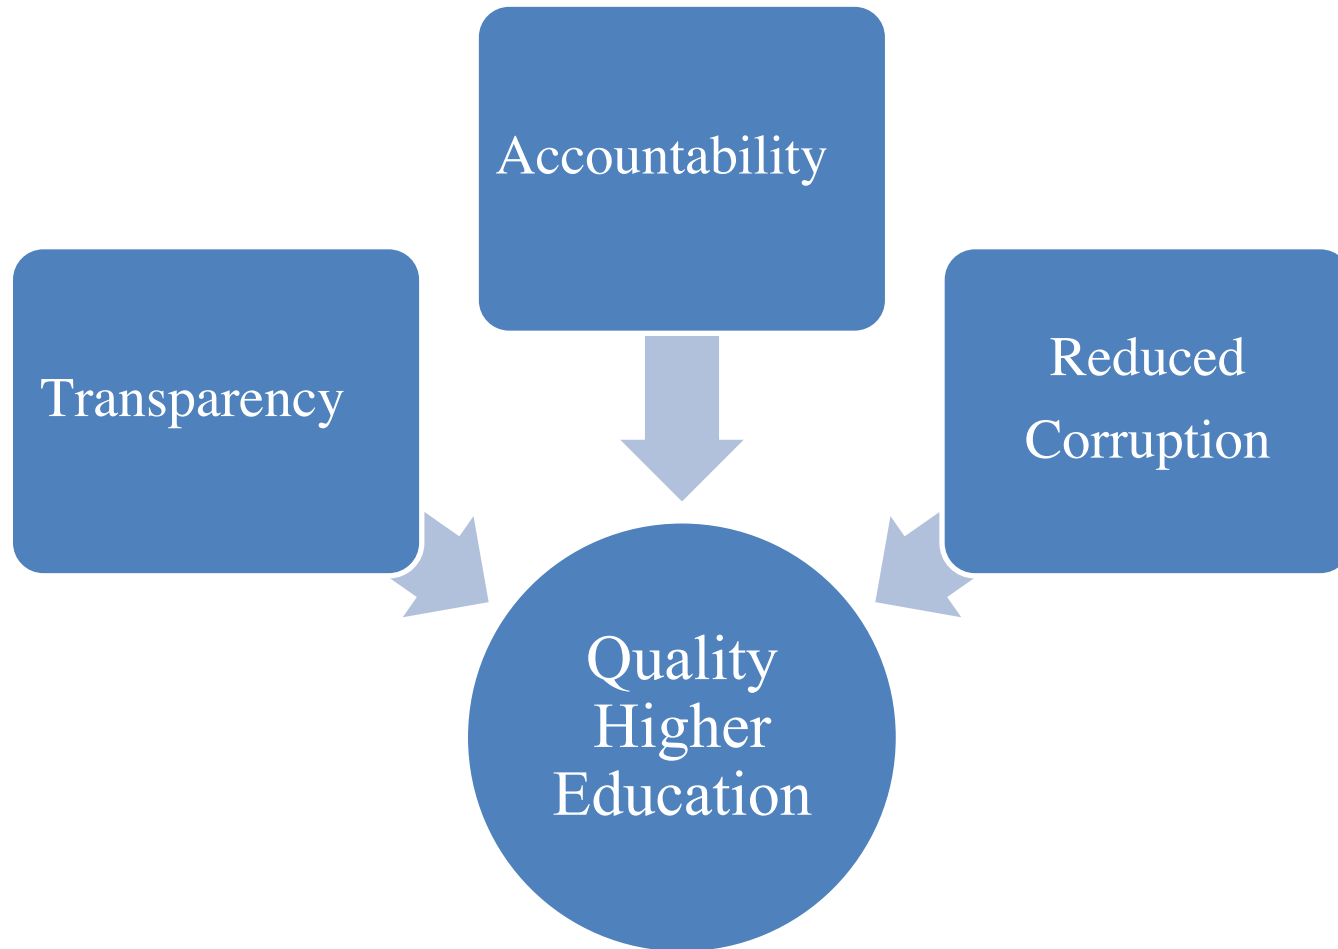 Accountability
Transparency
Reduced
Corruption
Quality
Higher
Education